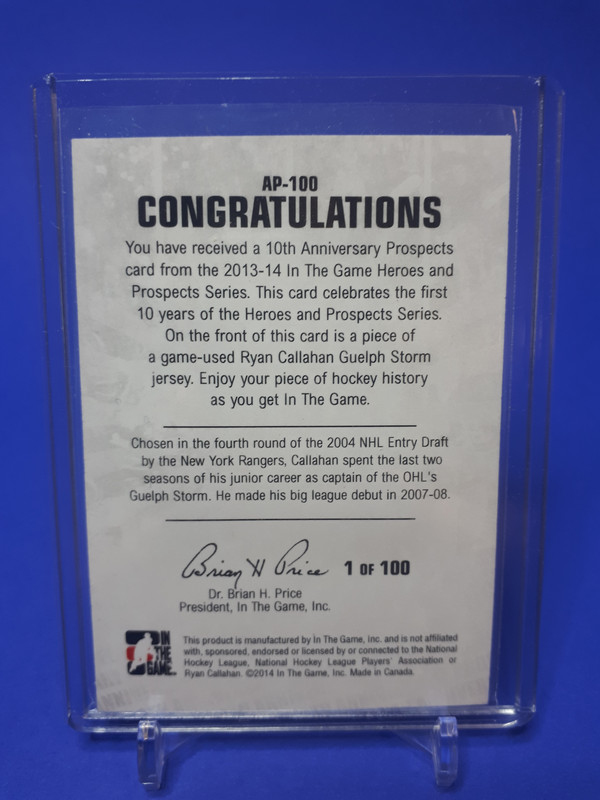 AP-100
CONGRATULATIONS
You have received a 10th Anniversary Prospects
card from the 2013-14 In The Game Heroes and
Prospects Series. This card celebrates the first
10 years of the Heroes and Prospects Series.
On the front of this card is a piece of
a game-used Ryan Callahan Guelph Storm
jersey. Enjoy your piece of hockey history
as you get In The Game.
Chosen in the fourth round of the 2004 NHL Entry Draft
by the New York Rangers, Callahan spent the last two
seasons of his junior career as captain of the OHL's
Guelph Storm. He made his big league debut in 2007-08.
Brian H Price 1 OF 100
Dr. Brian H. Price
President, In The Game, Inc.
IN
THE
GAME
This product is manufactured by In The Game, Inc. and is not affiliated
with, sponsored, endorsed or licensed by or connected to the National
Hockey League, National Hockey League Players' Association or
Ryan Callahan. ©2014 In The Game, Inc. Made in Canada.